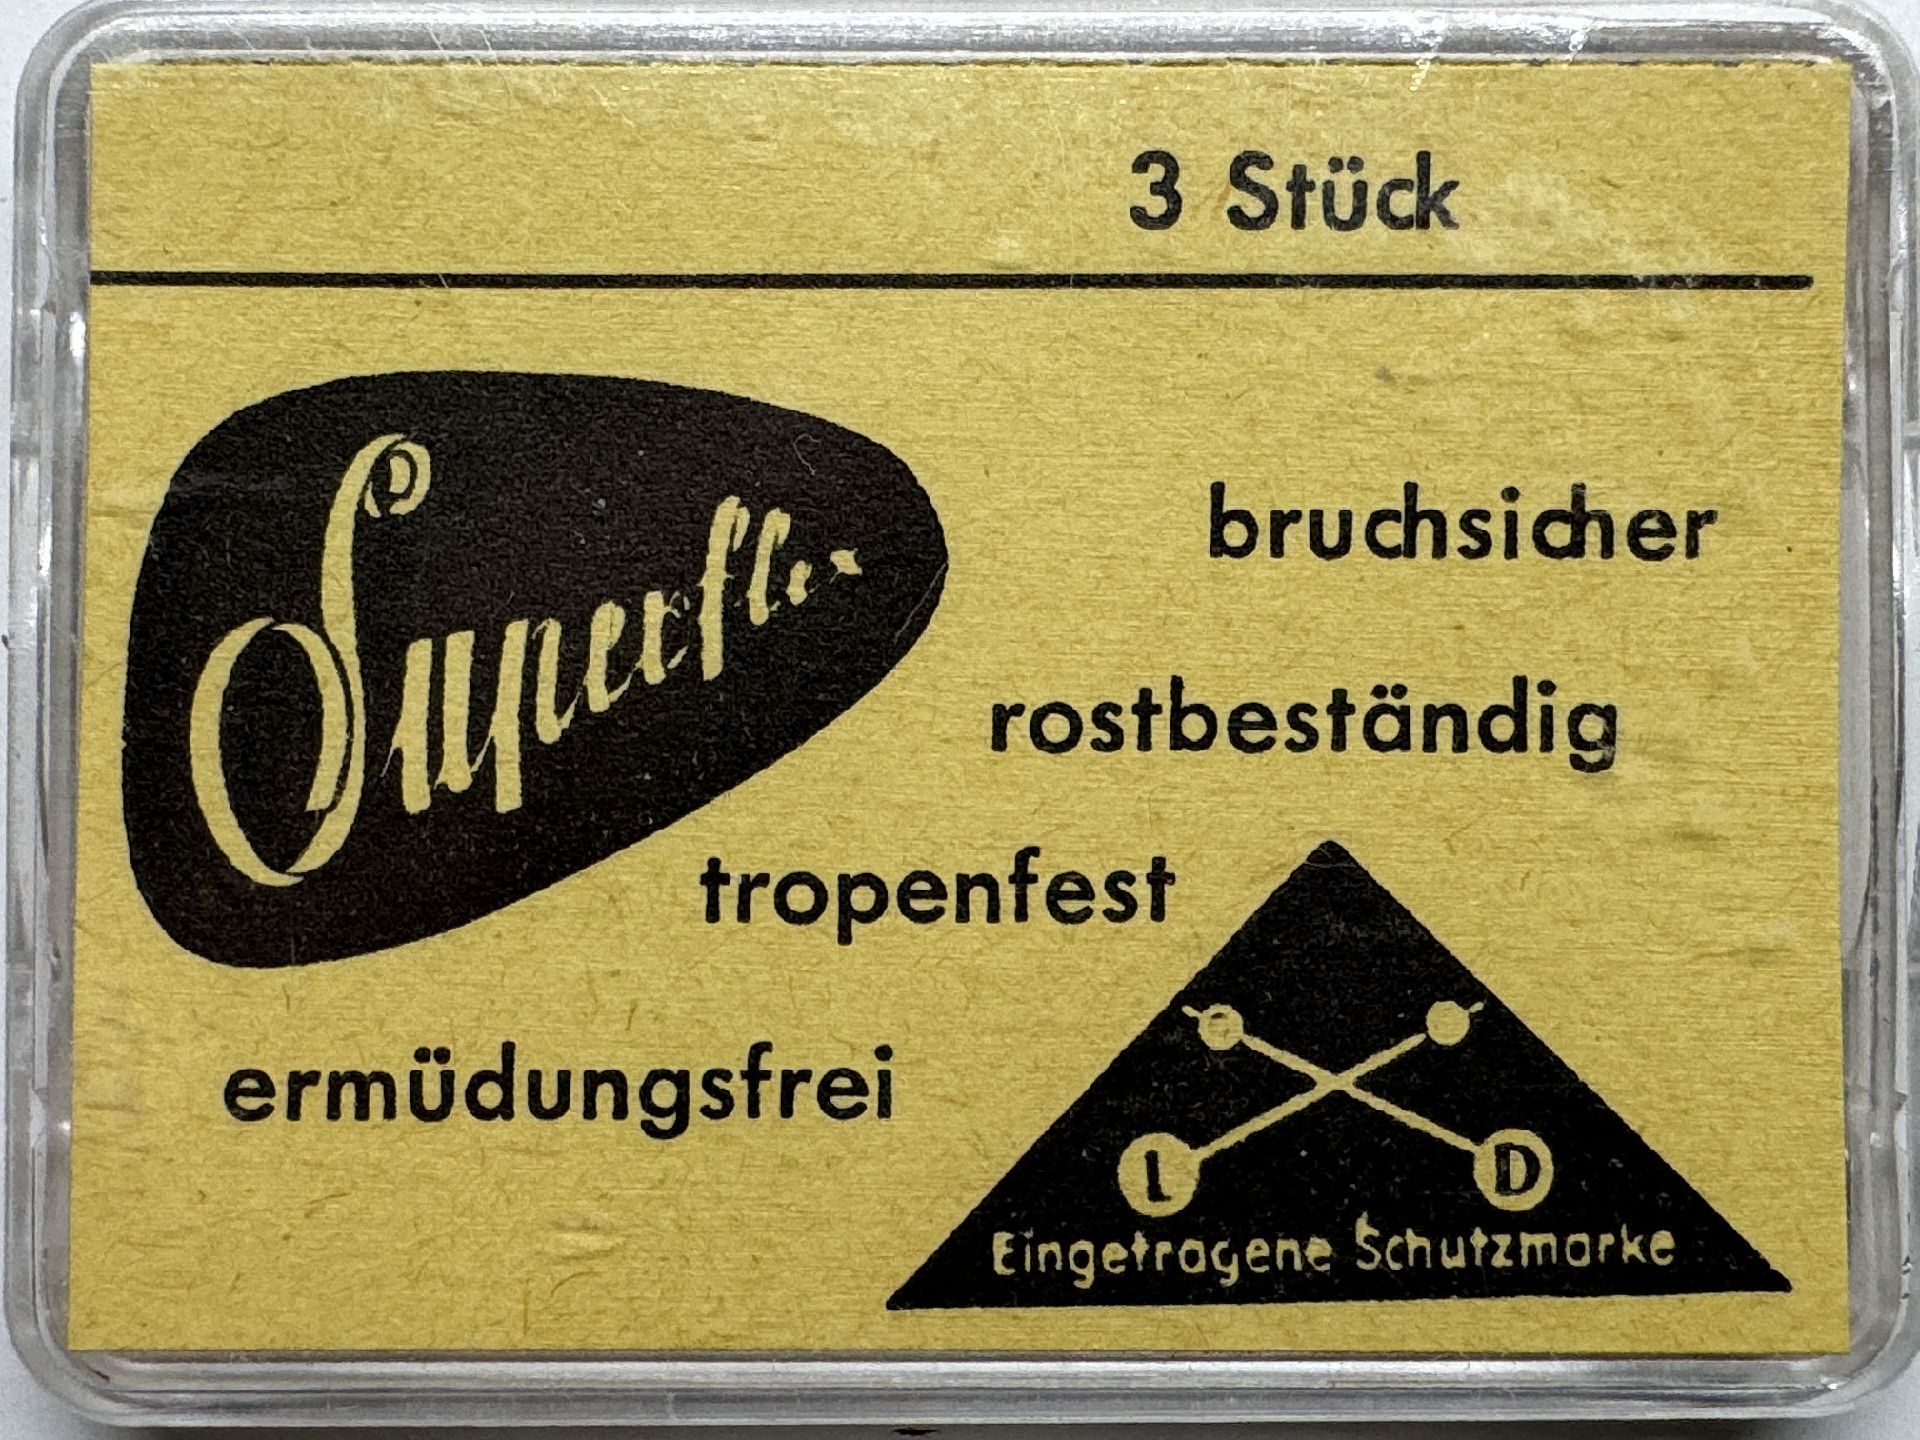 3 Stück
Superflex
bruchsicher
rostbeständig
tropenfest
ermüdungsfrei
L D
Eingetragene Schutzmarke